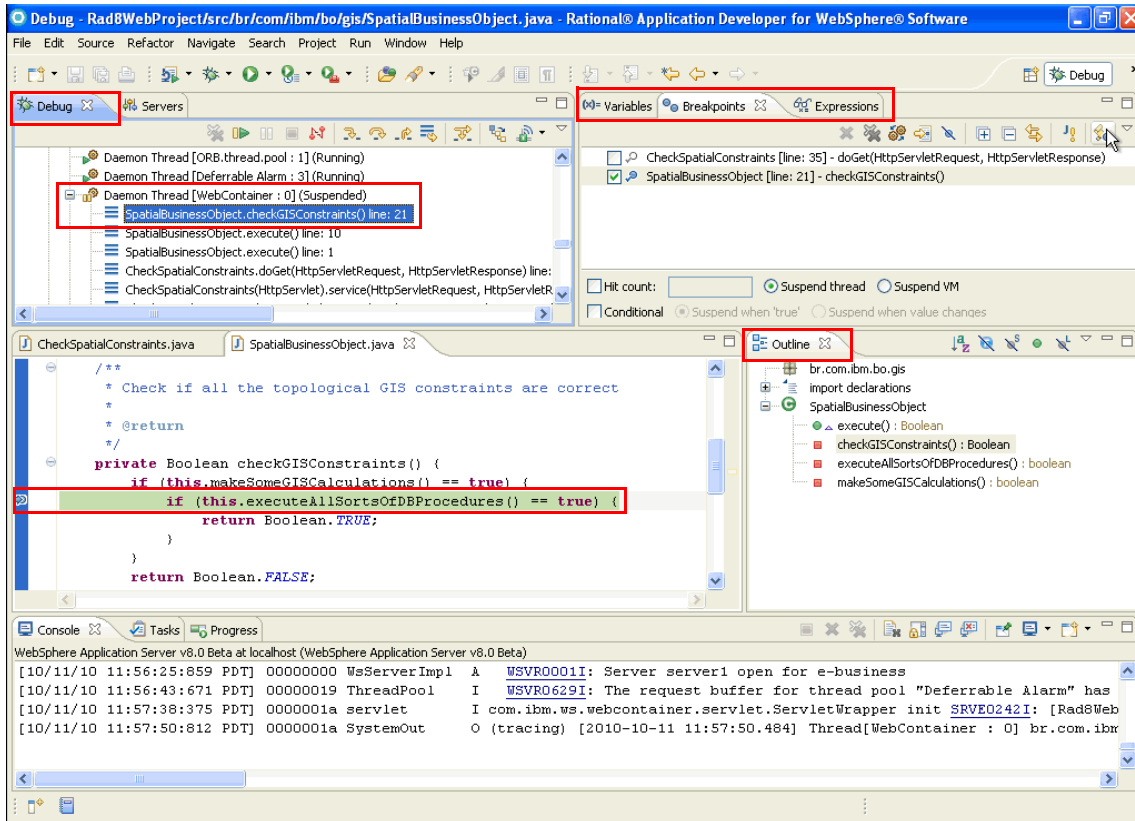 Debug - Rad8WebProject/src/br/com/ibm/bo/gis/SpatialBusinessObject.java - Rational® Application Developer for WebSphere® Software
File Edit Source Refactor Navigate Search Project Run Window Help
Debug
Debug Servers
Daemon Thread [ORB.thread.pool : 1] (Running)
Daemon Thread [Deferrable Alarm : 3] (Running)
Daemon Thread [WebContainer : 0] (Suspended)
SpatialBusinessObject.checkGISConstraints() line: 21
SpatialBusinessObject.execute() line: 10
SpatialBusinessObject.execute() line: 1
CheckSpatialConstraints.doGet(HttpServletRequest, HttpServletResponse) line:
CheckSpatialConstraints(HttpServlet).service(HttpServletRequest, HttpServletR
(x)= Variables Breakpoints Expressions
CheckSpatialConstraints [line: 35] - doGet(HttpServletRequest, HttpServletResponse)
SpatialBusinessObject [line: 21] - checkGISConstraints()
Hit count: Suspend thread Suspend VM
Conditional Suspend when 'true' Suspend when value changes
CheckSpatialConstraints.java SpatialBusinessObject.java
/**
* Check if all the topological GIS constraints are correct
*
* @return
*/
private Boolean checkGISConstraints() {
if (this.makeSomeGISCalculations() == true) {
if (this.executeAllSortsOfDBProcedures() == true) {
return Boolean.TRUE;
}
}
return Boolean.FALSE;
Outline
br.com.ibm.bo.gis
import declarations
SpatialBusinessObject
execute() : Boolean
checkGISConstraints() : Boolean
executeAllSortsOfDBProcedures() : boolean
makeSomeGISCalculations() : boolean
Console Tasks Progress
WebSphere Application Server v8.0 Beta at localhost (WebSphere Application Server v8.0 Beta)
[10/11/10 11:56:25:859 PDT] 00000000 WsServerImpl A WSVR0001I: Server server1 open for e-business
[10/11/10 11:56:43:671 PDT] 00000019 ThreadPool I WSVR0629I: The request buffer for thread pool "Deferrable Alarm" has
[10/11/10 11:57:38:375 PDT] 0000001a servlet I com.ibm.ws.webcontainer.servlet.ServletWrapper init SRVE0242I: [Rad8Web
[10/11/10 11:57:50:812 PDT] 0000001a SystemOut O (tracing) [2010-10-11 11:57:50.484] Thread[WebContainer : 0] br.com.ibm